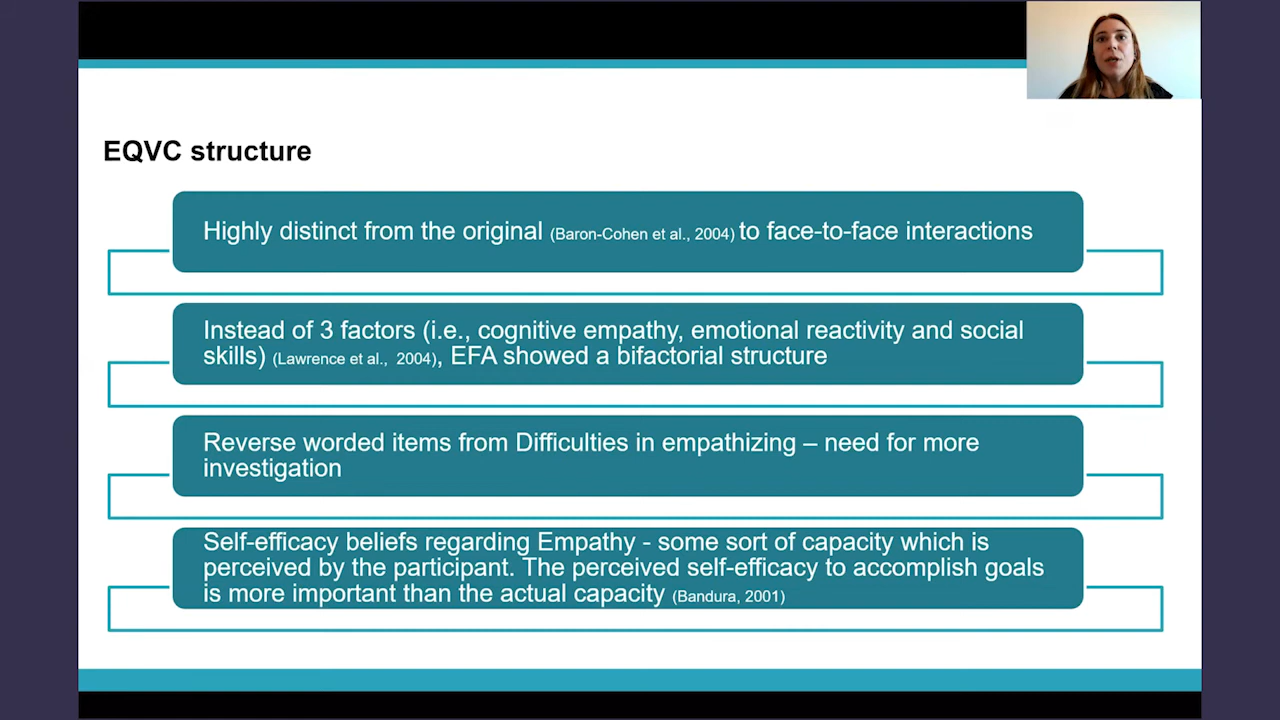 EQVC structure
Highly distinct from the original (Baron-Cohen et al., 2004) to face-to-face interactions
Instead of 3 factors (i.e., cognitive empathy, emotional reactivity and social
skills) (Lawrence et al., 2004), EFA showed a bifactorial structure
Reverse worded items from Difficulties in empathizing – need for more
investigation
Self-efficacy beliefs regarding Empathy - some sort of capacity which is
perceived by the participant. The perceived self-efficacy to accomplish goals
is more important than the actual capacity (Bandura, 2001)